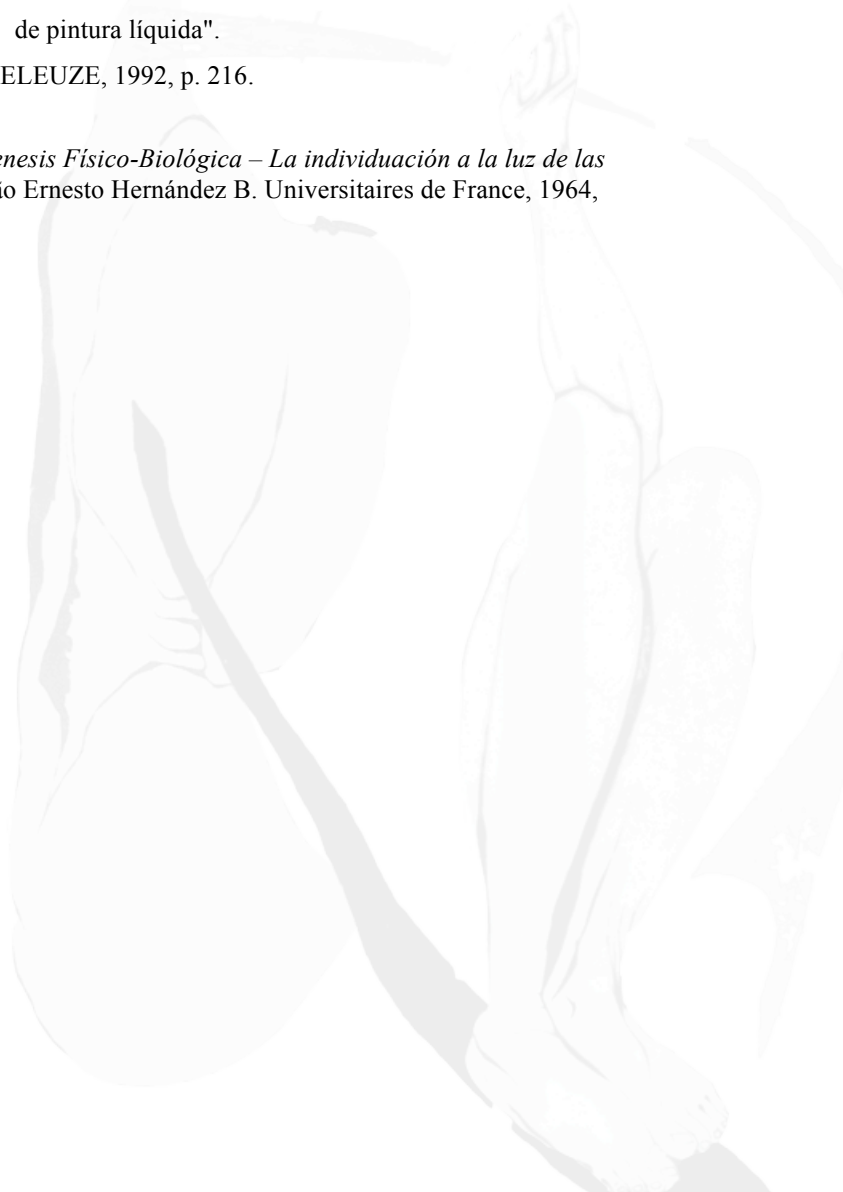 de pintura líquida".
ELEUZE, 1992, p. 216.
enesis Físico-Biológica – La individuación a la luz de las
ão Ernesto Hernández B. Universitaires de France, 1964,